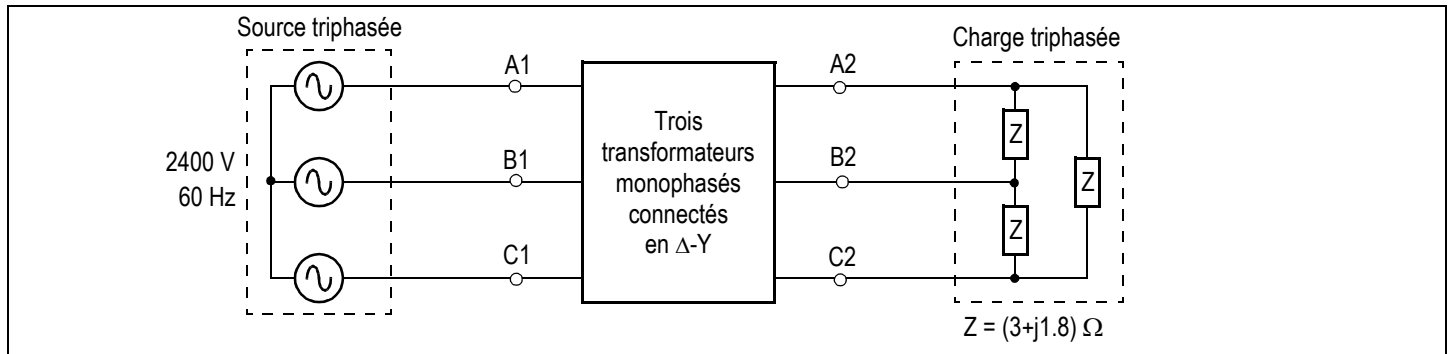 Source triphasée
Charge triphasée
A1
A2
2400 V
60 Hz
B1
Trois
transformateurs
monophasés
connectés
en Δ-Y
B2
Z
Z
Z
C1
C2
Z = (3+j1.8) Ω